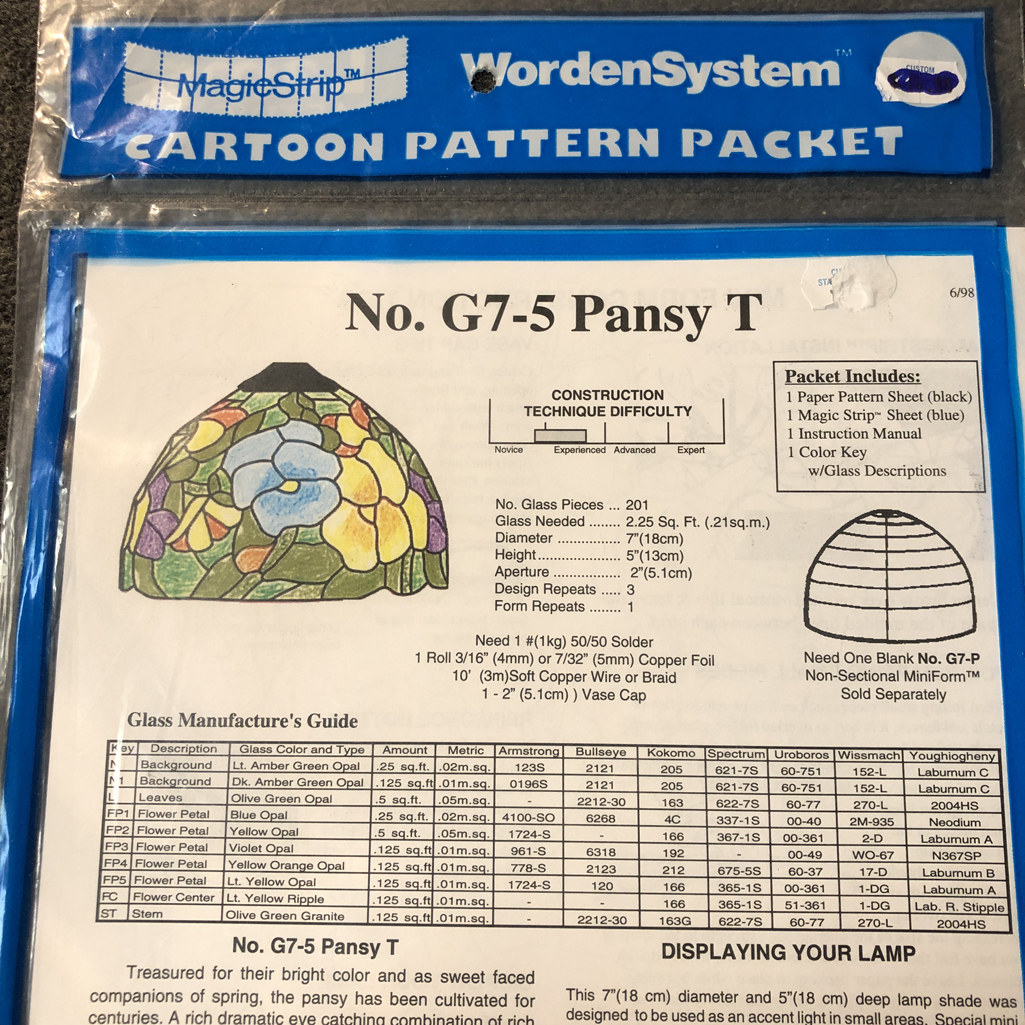 MagicStrip™
WordenSystem™
CUSTOM
CARTOON PATTERN PACKET
6/98
No. G7-5 Pansy T
CONSTRUCTION
TECHNIQUE DIFFICULTY
Novice Experienced Advanced Expert
Packet Includes:
1 Paper Pattern Sheet (black)
1 Magic Strip™ Sheet (blue)
1 Instruction Manual
1 Color Key
w/Glass Descriptions
No. Glass Pieces ... 201
Glass Needed ........ 2.25 Sq. Ft. (.21sq.m.)
Diameter ............... 7"(18cm)
Height................... 5"(13cm)
Aperture ................ 2"(5.1cm)
Design Repeats ..... 3
Form Repeats ........ 1
Need 1 #(1kg) 50/50 Solder
1 Roll 3/16" (4mm) or 7/32" (5mm) Copper Foil
10' (3m)Soft Copper Wire or Braid
1 - 2" (5.1cm) ) Vase Cap
Need One Blank No. G7-P
Non-Sectional MiniForm™
Sold Separately
Glass Manufacture's Guide
Key Description Glass Color and Type Amount Metric Armstrong Bullseye Kokomo Spectrum Uroboros Wissmach Youghiogheny
Background Lt. Amber Green Opal .25 sq.ft. .02m.sq. 123S 2121 205 621-7S 60-751 152-L Laburnum C
Background Dk. Amber Green Opal .125 sq.ft .01m.sq. 0196S 2121 205 621-7S 60-751 152-L Laburnum C
Leaves Olive Green Opal .5 sq.ft. .05m.sq. - 2212-30 163 622-7S 60-77 270-L 2004HS
FP1 Flower Petal Blue Opal .25 sq.ft. .02m.sq. 4100-SO 6268 4C 337-1S 00-40 2M-935 Neodium
FP2 Flower Petal Yellow Opal .5 sq.ft. .05m.sq. 1724-S - 166 367-1S 00-361 2-D Laburnum A
FP3 Flower Petal Violet Opal .125 sq.ft .01m.sq. 961-S 6318 192 - 00-49 WO-67 N367SP
FP4 Flower Petal Yellow Orange Opal .125 sq.ft .01m.sq. 778-S 2123 212 675-5S 60-37 17-D Laburnum B
FP5 Flower Petal Lt. Yellow Opal .125 sq.ft .01m.sq. 1724-S 120 166 365-1S 00-361 1-DG Laburnum A
FC Flower Center Lt. Yellow Ripple .125 sq.ft .01m.sq. - - 166 365-1S 51-361 1-DG Lab. R. Stipple
ST Stem Olive Green Granite .125 sq.ft .01m.sq. - 2212-30 163G 622-7S 60-77 270-L 2004HS
No. G7-5 Pansy T
Treasured for their bright color and as sweet faced
companions of spring, the pansy has been cultivated for
centuries. A rich dramatic eye catching combination of rich
DISPLAYING YOUR LAMP
This 7"(18 cm) diameter and 5"(18 cm) deep lamp shade was
designed to be used as an accent light in small areas. Special mini